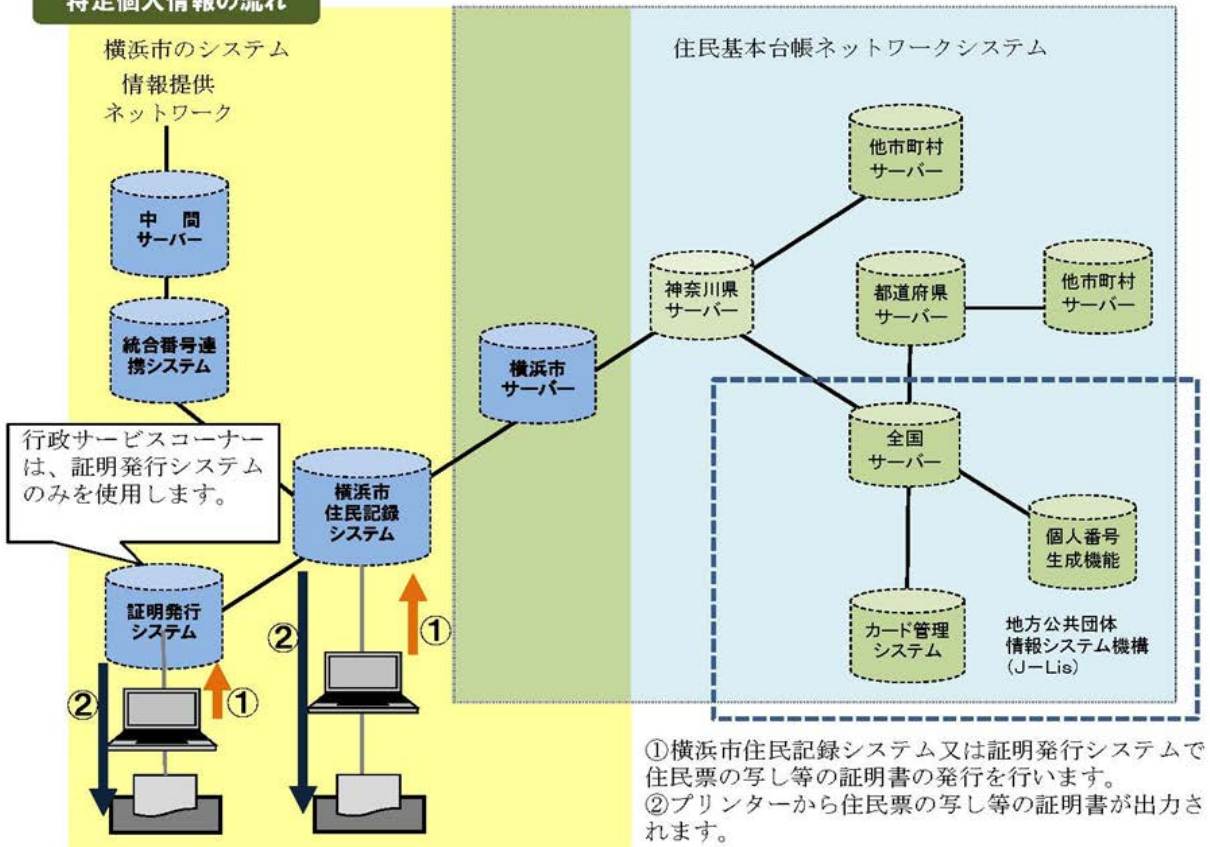 特定個人情報の流れ
横浜市のシステム
情報提供
ネットワーク
中　間
サーバー
統合番号連
携システム
行政サービスコーナー
は、証明発行システム
のみを使用します。
証明発行
システム
②
①
横浜市
住民記録
システム
②
①
住民基本台帳ネットワークシステム
横浜市
サーバー
神奈川県
サーバー
他市町村
サーバー
都道府県
サーバー
他市町村
サーバー
全国
サーバー
個人番号
生成機能
カード管理
システム
地方公共団体
情報システム機構
(J－Lis)
①横浜市住民記録システム又は証明発行システムで
住民票の写し等の証明書の発行を行います。
②プリンターから住民票の写し等の証明書が出力さ
れます。